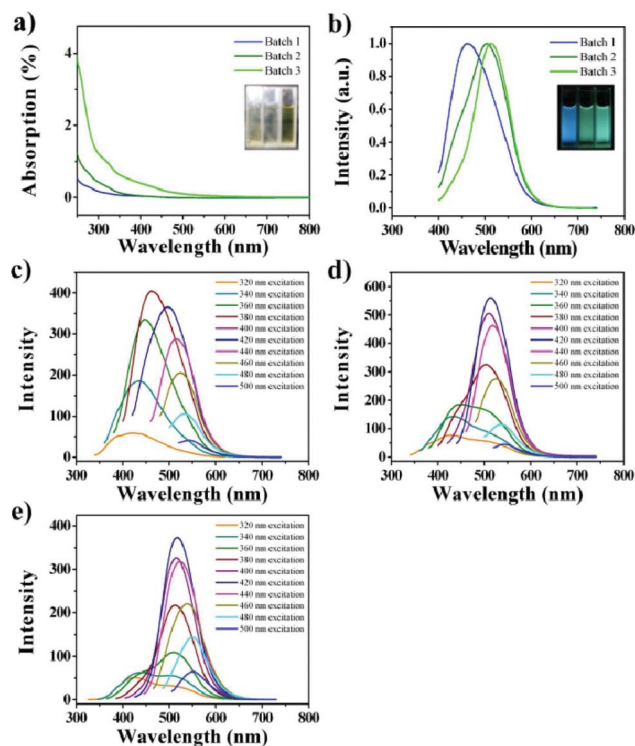 a)
Absorption (%)
4
2
0
Batch 1
Batch 2
Batch 3
300 400 500 600 700 800
Wavelength (nm)
b)
Intensity (a.u.)
1.0
0.8
0.6
0.4
0.2
0.0
Batch 1
Batch 2
Batch 3
300 400 500 600 700 800
Wavelength (nm)
c)
Intensity
400
300
200
100
0
320 nm excitation
340 nm excitation
360 nm excitation
380 nm excitation
400 nm excitation
420 nm excitation
440 nm excitation
460 nm excitation
480 nm excitation
500 nm excitation
300 400 500 600 700 800
Wavelength (nm)
d)
Intensity
600
500
400
300
200
100
0
320 nm excitation
340 nm excitation
360 nm excitation
380 nm excitation
400 nm excitation
420 nm excitation
440 nm excitation
460 nm excitation
480 nm excitation
500 nm excitation
300 400 500 600 700 800
Wavelength (nm)
e)
Intensity
400
300
200
100
0
320 nm excitation
340 nm excitation
360 nm excitation
380 nm excitation
400 nm excitation
420 nm excitation
440 nm excitation
460 nm excitation
480 nm excitation
500 nm excitation
300 400 500 600 700 800
Wavelength (nm)